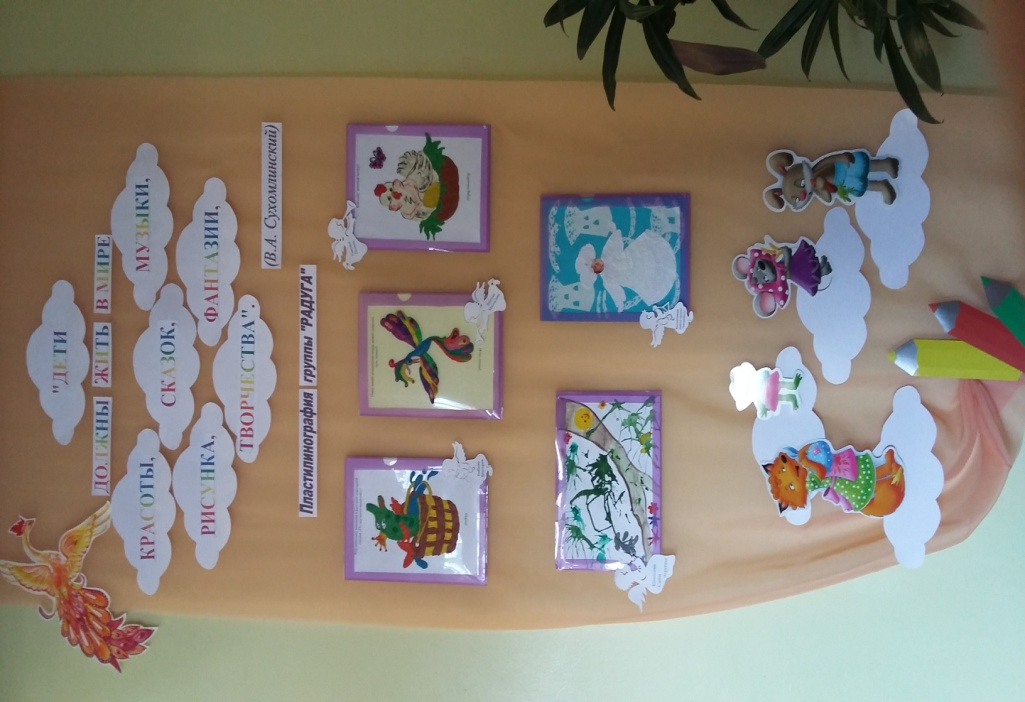 "ДЕТИ
ДОЛЖНЫ ЖИТЬ В МИРЕ
КРАСОТЫ, СКАЗОК, МУЗЫКИ,
РИСУНКА, ТВОРЧЕСТВА" ФАНТАЗИИ,
(В.А. Сухомлинский)
Пластилинография группы "РАДУГА"